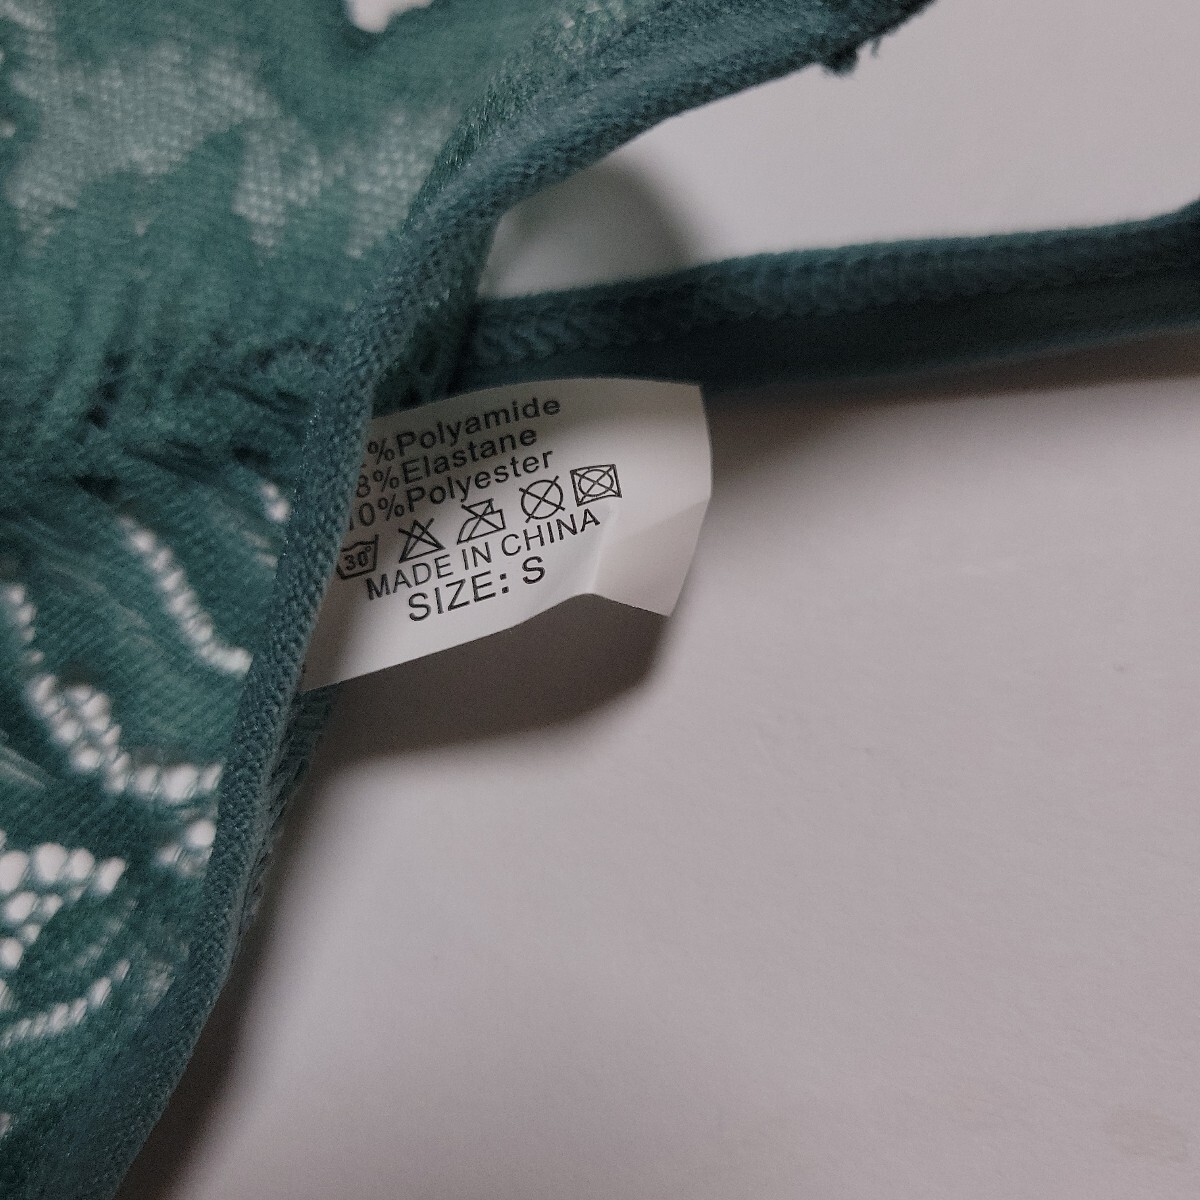 %Polyamide
8%Elastane
10%Polyester
30°
MADE IN CHINA
SIZE: S